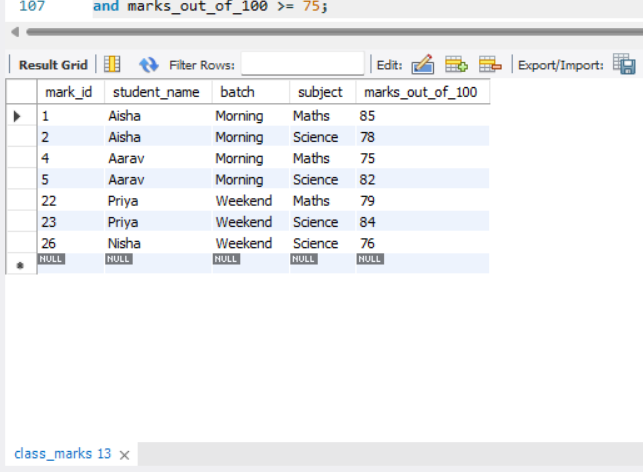 107 and marks_out_of_100 >= 75;
Result Grid Filter Rows: Edit: Export/Import:
mark_id student_name batch subject marks_out_of_100
1 Aisha Morning Maths 85
2 Aisha Morning Science 78
4 Aarav Morning Maths 75
5 Aarav Morning Science 82
22 Priya Weekend Maths 79
23 Priya Weekend Science 84
26 Nisha Weekend Science 76
NULL NULL NULL NULL NULL
class_marks 13